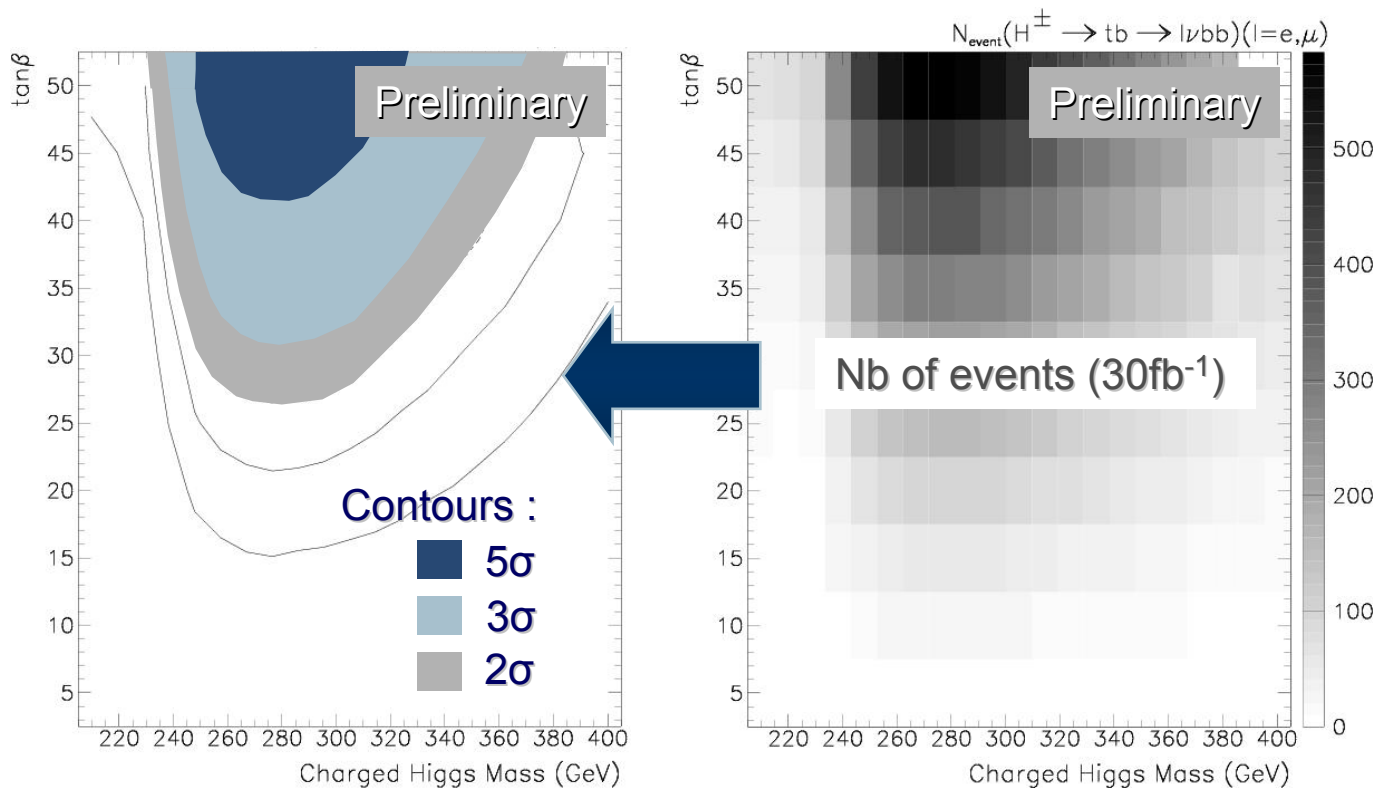 N_event(H^± → tb → lνbb)(l=e,μ)
tanβ
50
45
40
35
30
25
20
15
10
5
Preliminary
Contours :
5σ
3σ
2σ
220 240 260 280 300 320 340 360 380 400
Charged Higgs Mass (GeV)
tanβ
50
45
40
35
30
25
20
15
10
5
Preliminary
Nb of events (30fb⁻¹)
220 240 260 280 300 320 340 360 380 400
Charged Higgs Mass (GeV)
500
400
300
200
100
0